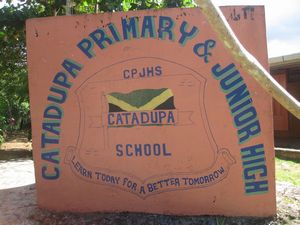 CATADUPA PRIMARY & JUNIOR HIGH
CPJHS
CATADUPA
SCHOOL
LEARN TODAY FOR A BETTER TOMORROW